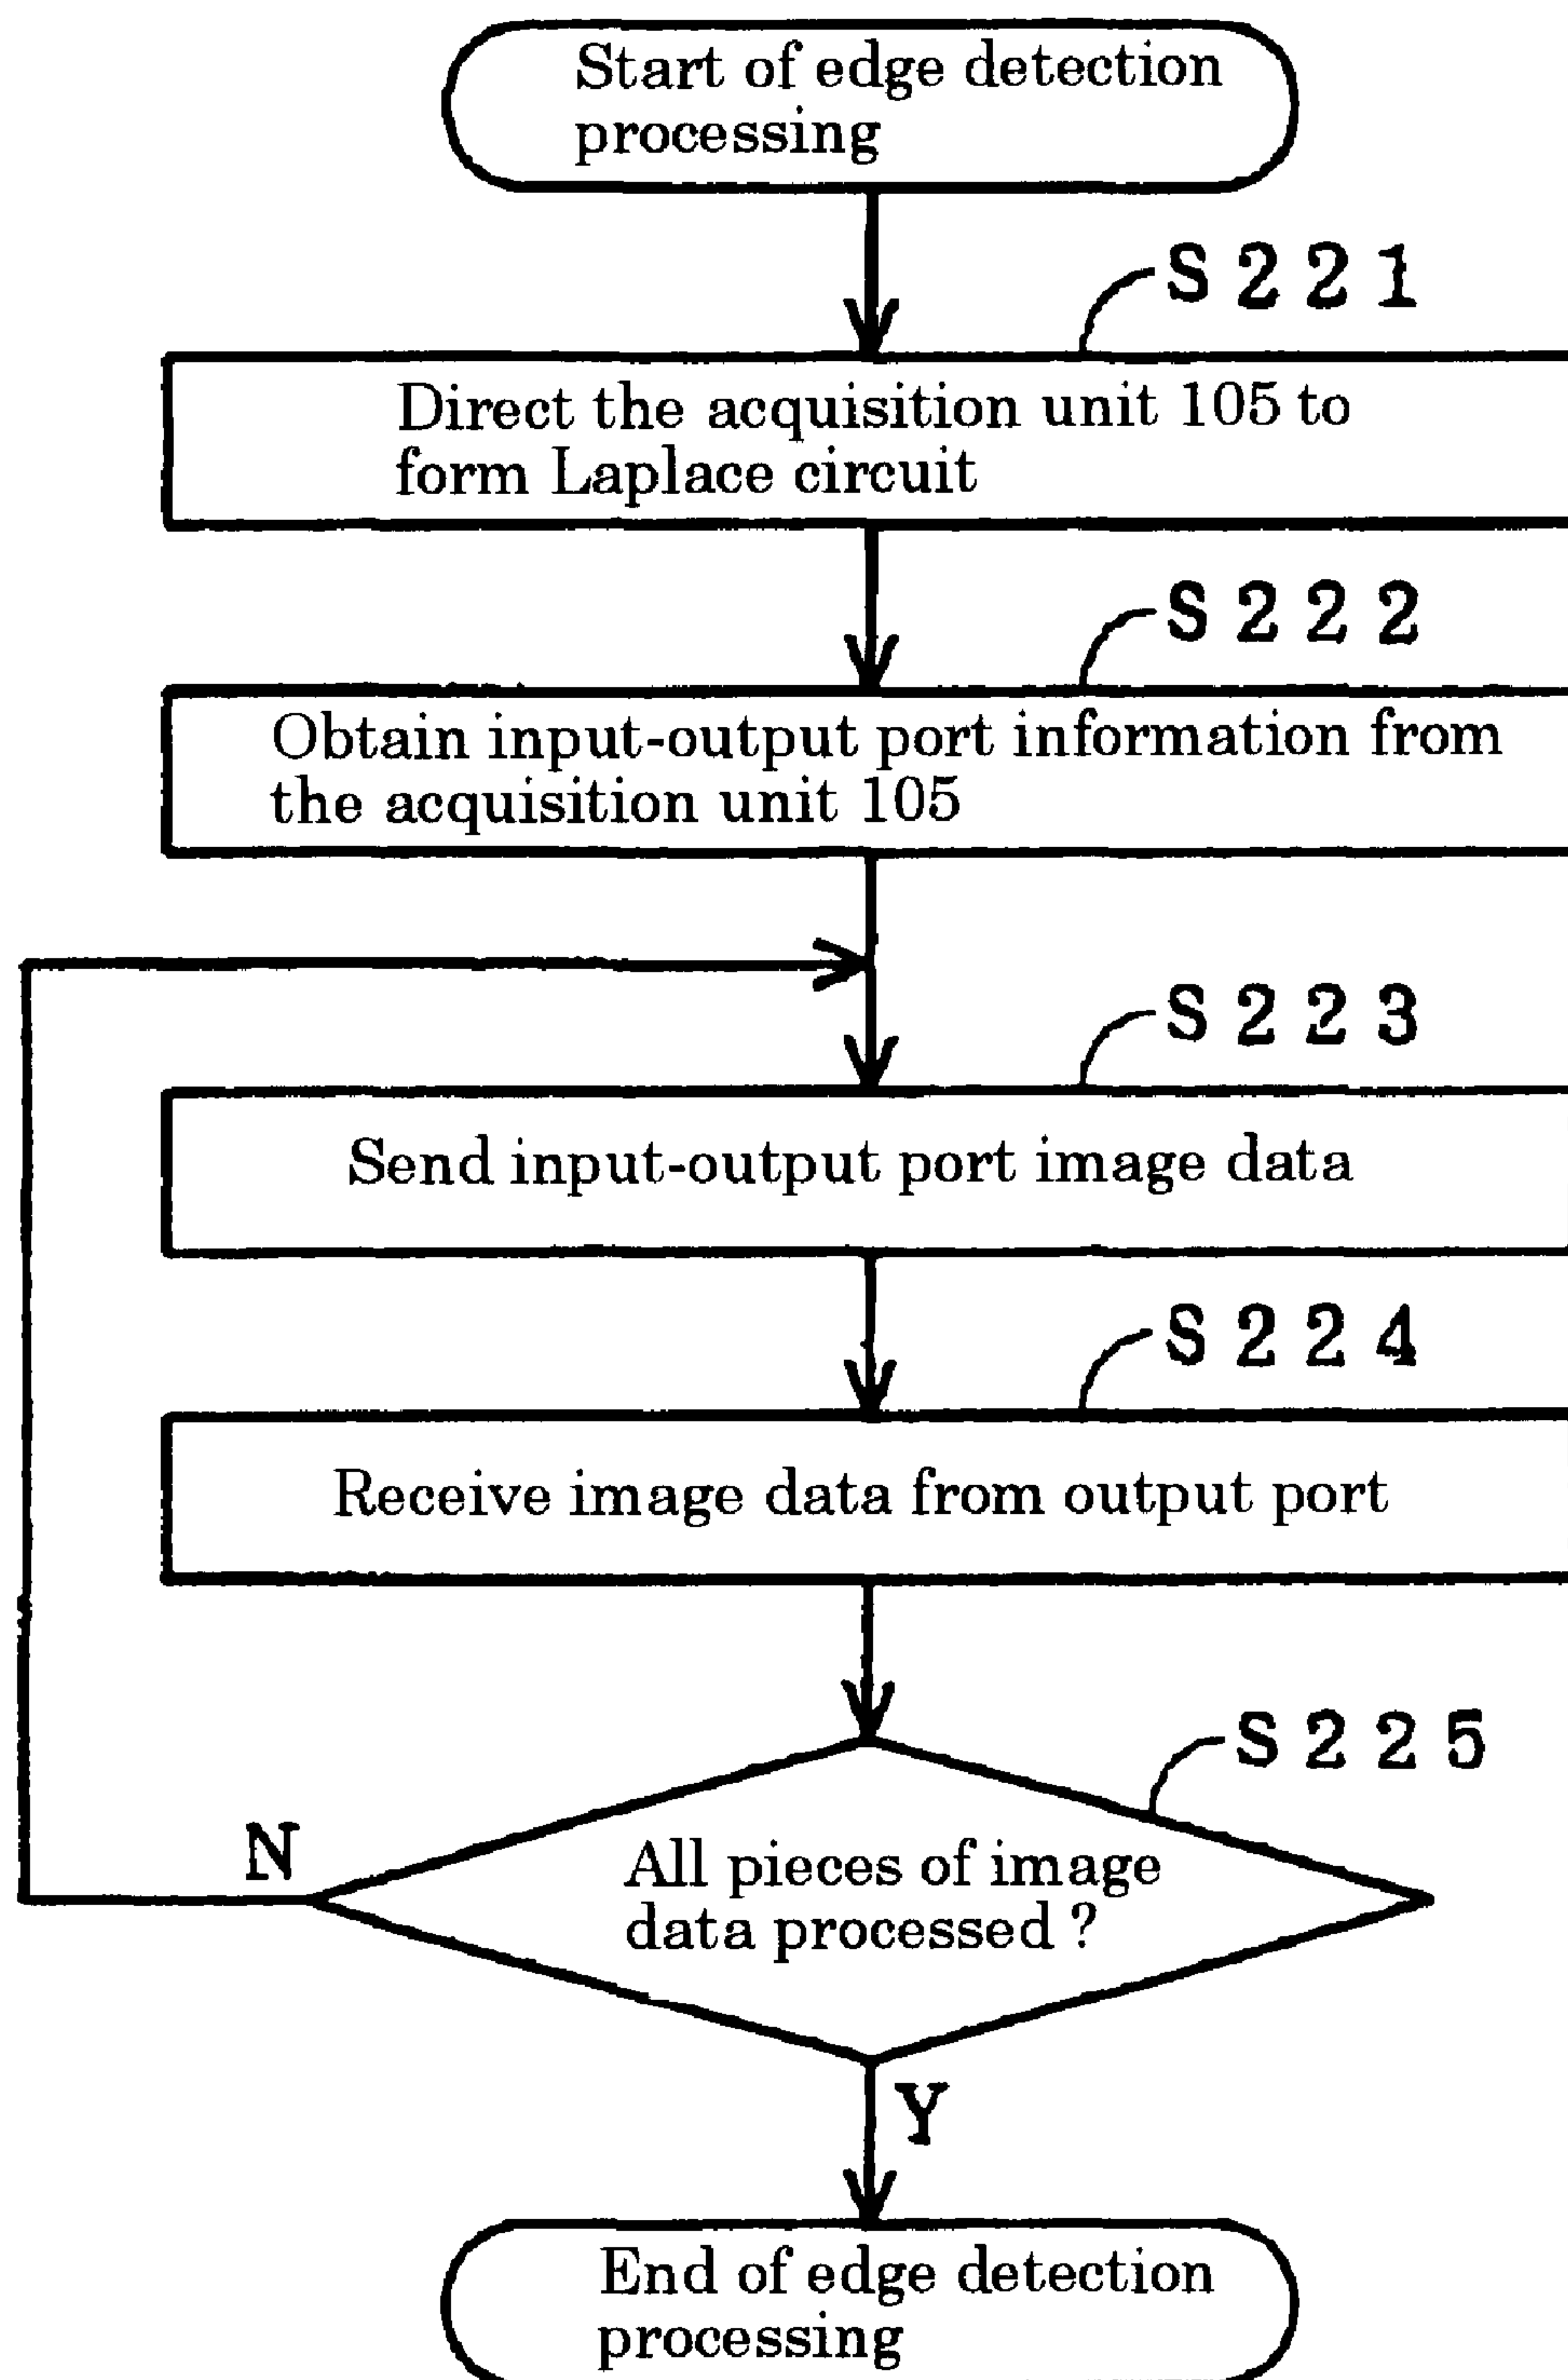 Start of edge detection
processing
S221
Direct the acquisition unit 105 to
form Laplace circuit
S222
Obtain input-output port information from
the acquisition unit 105
S223
Send input-output port image data
S224
Receive image data from output port
S225
N
All pieces of image
data processed ?
Y
End of edge detection
processing